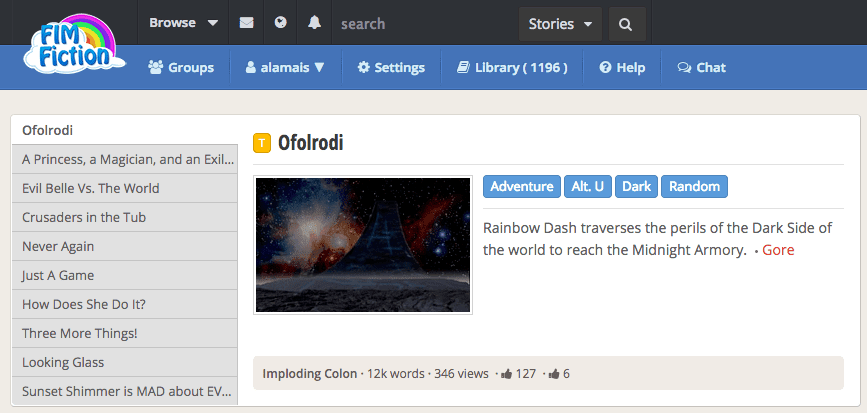 FIM Fiction
Browse
search
Stories
Groups
alamais ▼
Settings
Library ( 1196 )
Help
Chat
Ofolrodi
A Princess, a Magician, and an Exil...
Evil Belle Vs. The World
Crusaders in the Tub
Never Again
Just A Game
How Does She Do It?
Three More Things!
Looking Glass
Sunset Shimmer is MAD about EV...
T Ofolrodi
Adventure Alt. U Dark Random
Rainbow Dash traverses the perils of the Dark Side of
the world to reach the Midnight Armory. • Gore
Imploding Colon · 12k words · 346 views · 127 · 6